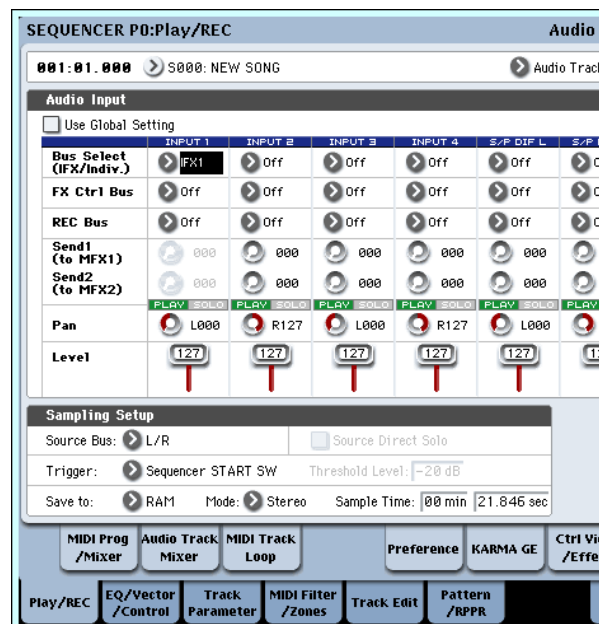 SEQUENCER P0:Play/REC Audio
001:01.000 S000: NEW SONG Audio Track
Audio Input
Use Global Setting
INPUT 1 INPUT 2 INPUT 3 INPUT 4 S/P DIF L S/P
Bus Select (IFX/Indiv.) IFX1 Off Off Off Off
FX Ctrl Bus Off Off Off Off Off
REC Bus Off Off Off Off Off
Send1 (to MFX1) 000 000 000 000 000
Send2 (to MFX2) 000 000 000 000 000
PLAY SOLO PLAY SOLO PLAY SOLO PLAY SOLO PLAY SOLO PLAY
Pan L000 R127 L000 R127 L000
Level 127 127 127 127 127
Sampling Setup
Source Bus: L/R Source Direct Solo
Trigger: Sequencer START SW Threshold Level: -20 dB
Save to: RAM Mode: Stereo Sample Time: 00 min 21.846 sec
MIDI Prog /Mixer Audio Track Mixer MIDI Track Loop Preference KARMA GE Ctrl Vi /Effe
Play/REC EQ/Vector /Control Track Parameter MIDI Filter /Zones Track Edit Pattern /RPPR